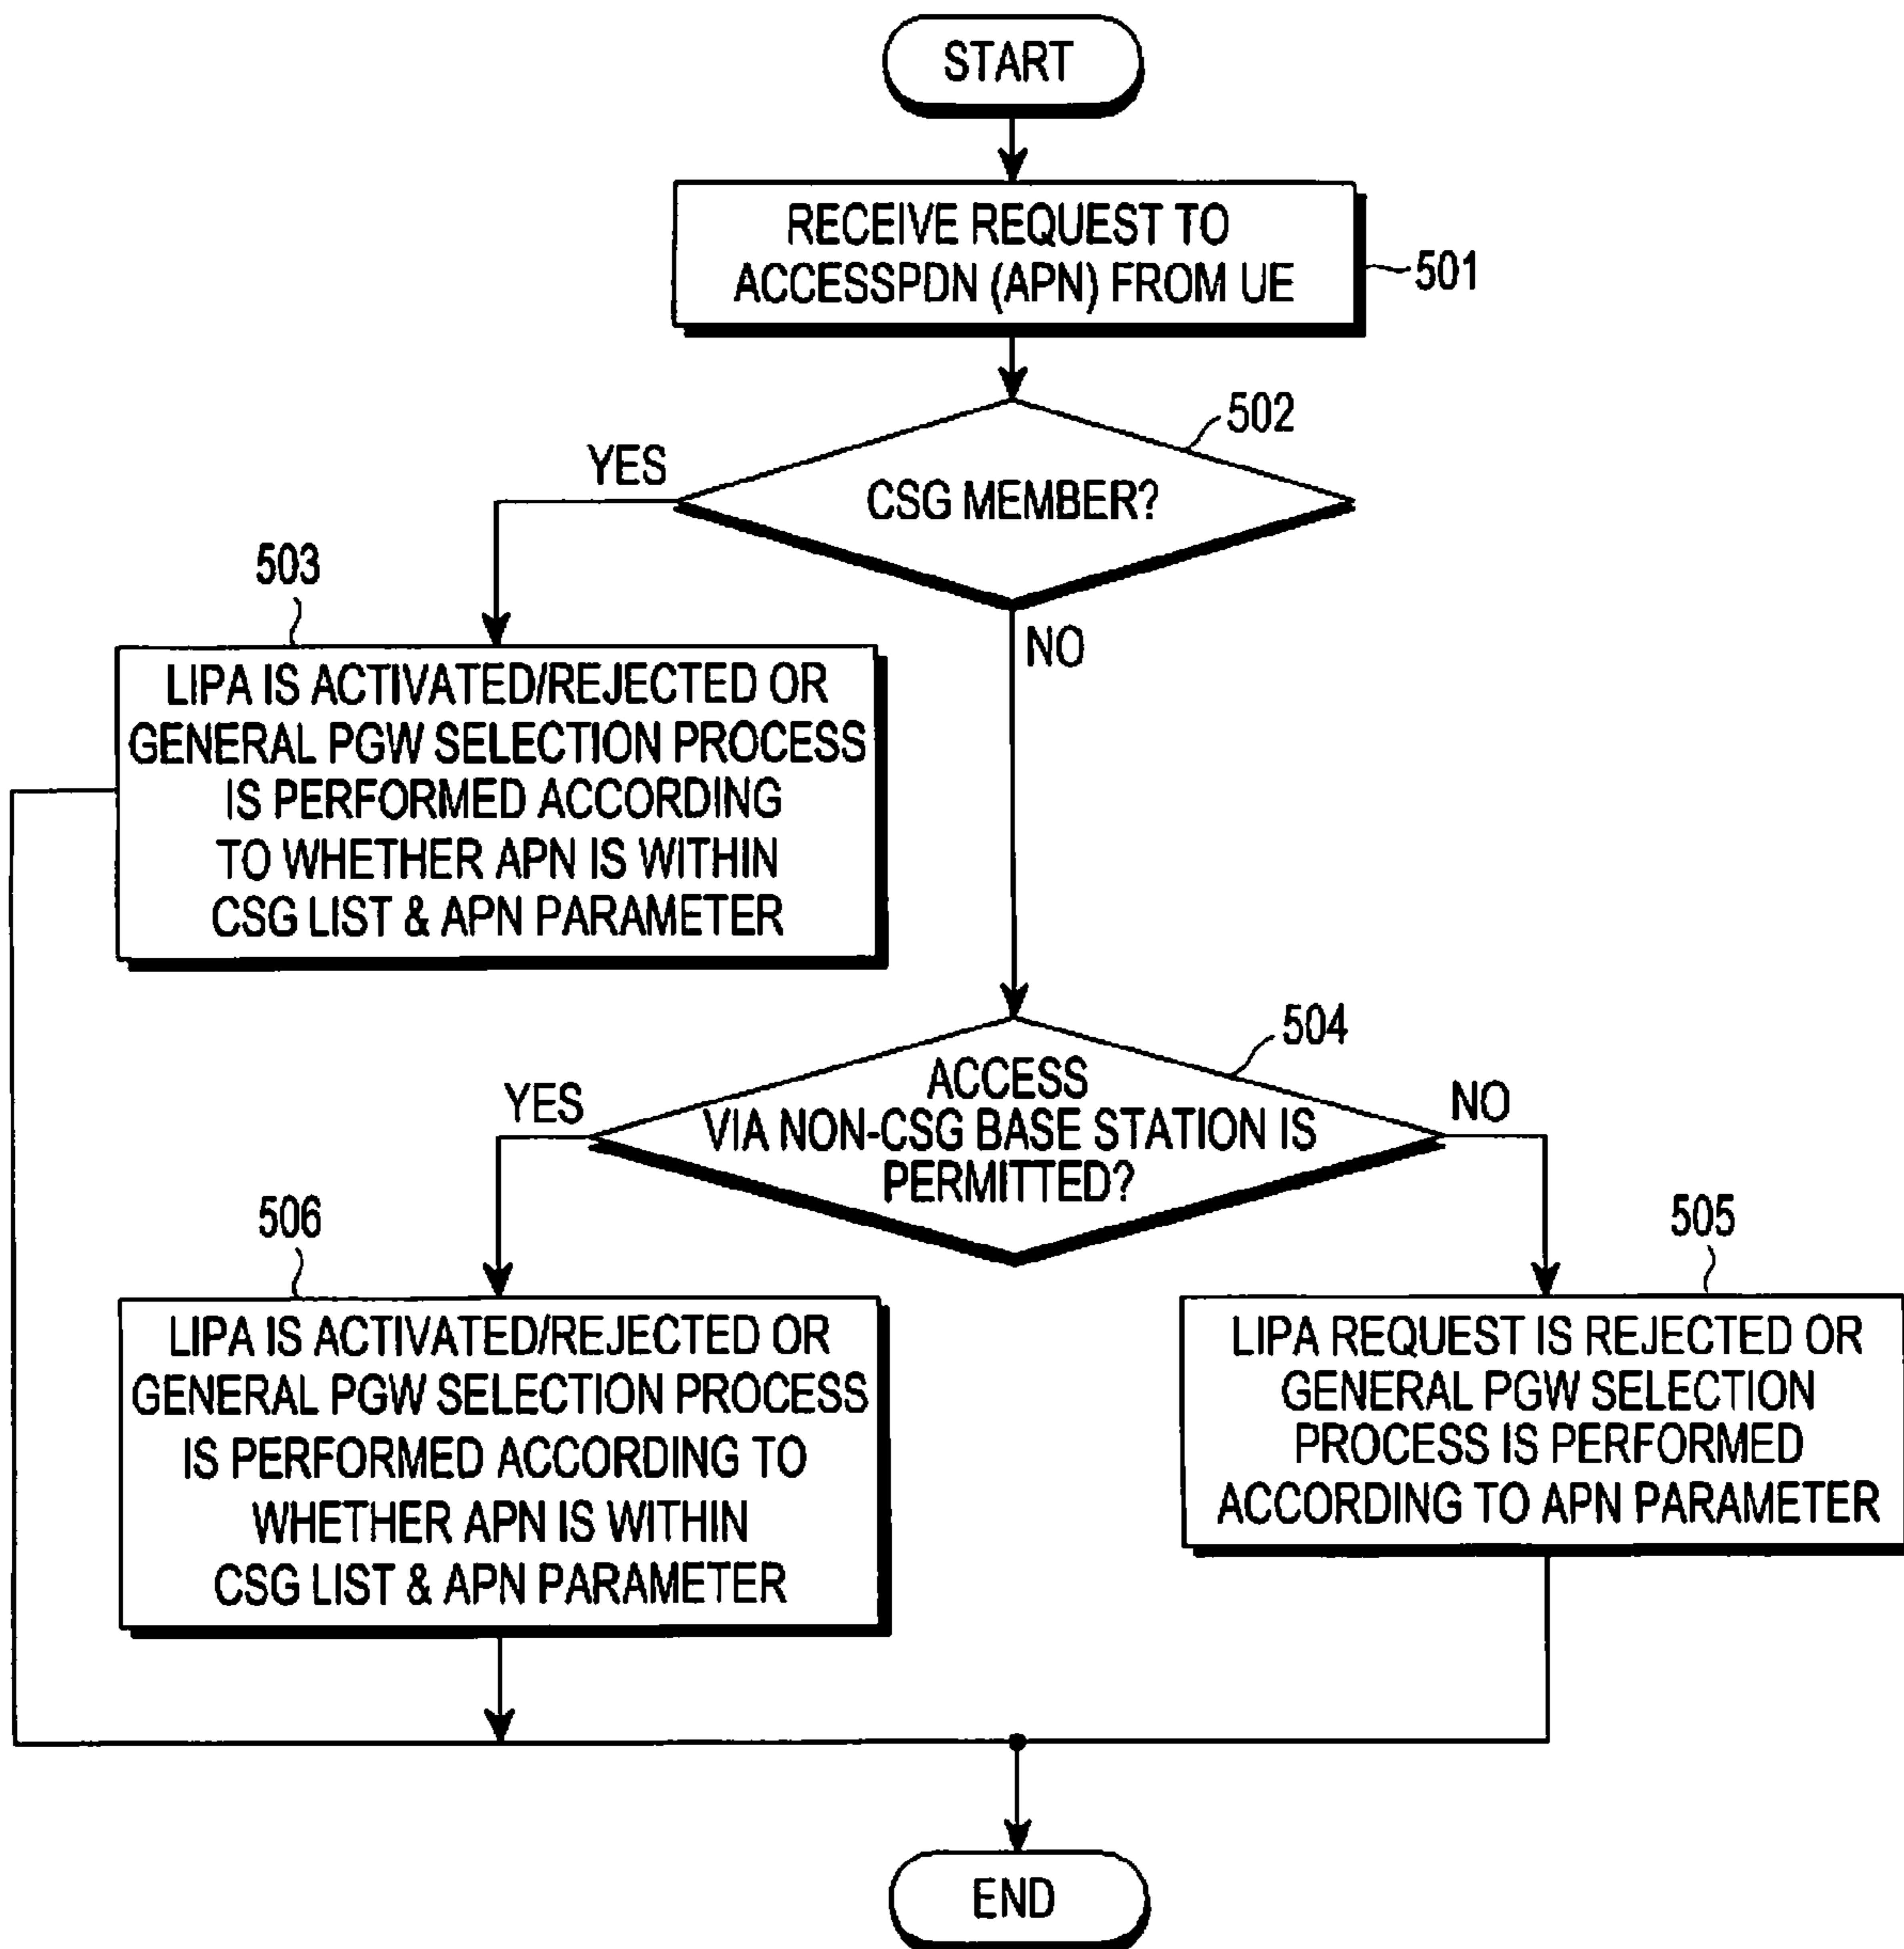 START
RECEIVE REQUEST TO
ACCESSPDN (APN) FROM UE
501
502
CSG MEMBER?
YES
NO
503
LIPA IS ACTIVATED/REJECTED OR
GENERAL PGW SELECTION PROCESS
IS PERFORMED ACCORDING
TO WHETHER APN IS WITHIN
CSG LIST & APN PARAMETER
504
ACCESS
VIA NON-CSG BASE STATION IS
PERMITTED?
YES
NO
506
LIPA IS ACTIVATED/REJECTED OR
GENERAL PGW SELECTION PROCESS
IS PERFORMED ACCORDING TO
WHETHER APN IS WITHIN
CSG LIST & APN PARAMETER
505
LIPA REQUEST IS REJECTED OR
GENERAL PGW SELECTION
PROCESS IS PERFORMED
ACCORDING TO APN PARAMETER
END